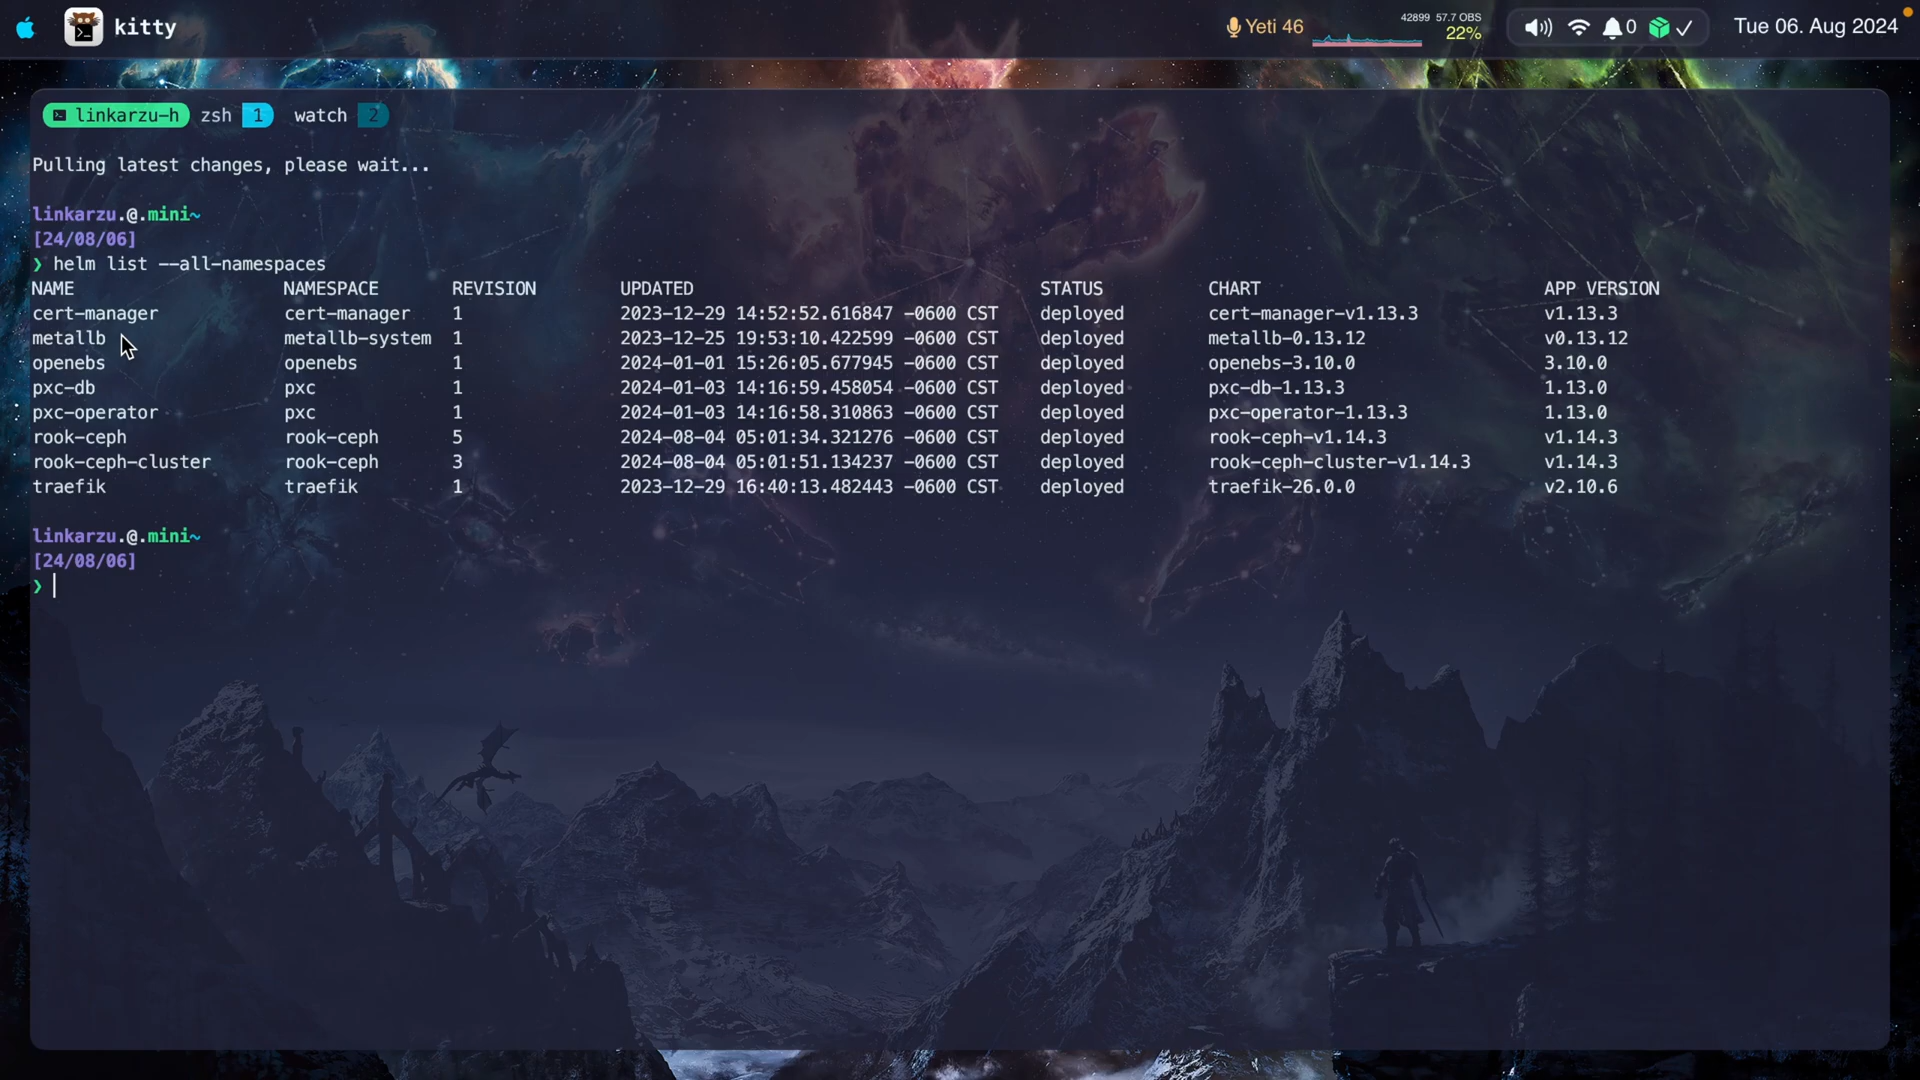 kitty
Yeti 46
42899 57.7 OBS
22%
0
Tue 06. Aug 2024
linkarzu-h zsh 1 watch 2
Pulling latest changes, please wait...
linkarzu.@.mini~
[24/08/06]
❯ helm list --all-namespaces
NAME NAMESPACE REVISION UPDATED STATUS CHART APP VERSION
cert-manager cert-manager 1 2023-12-29 14:52:52.616847 -0600 CST deployed cert-manager-v1.13.3 v1.13.3
metallb metallb-system 1 2023-12-25 19:53:10.422599 -0600 CST deployed metallb-0.13.12 v0.13.12
openebs openebs 1 2024-01-01 15:26:05.677945 -0600 CST deployed openebs-3.10.0 3.10.0
pxc-db pxc 1 2024-01-03 14:16:59.458054 -0600 CST deployed pxc-db-1.13.3 1.13.0
pxc-operator pxc 1 2024-01-03 14:16:58.310863 -0600 CST deployed pxc-operator-1.13.3 1.13.0
rook-ceph rook-ceph 5 2024-08-04 05:01:34.321276 -0600 CST deployed rook-ceph-v1.14.3 v1.14.3
rook-ceph-cluster rook-ceph 3 2024-08-04 05:01:51.134237 -0600 CST deployed rook-ceph-cluster-v1.14.3 v1.14.3
traefik traefik 1 2023-12-29 16:40:13.482443 -0600 CST deployed traefik-26.0.0 v2.10.6
linkarzu.@.mini~
[24/08/06]
❯